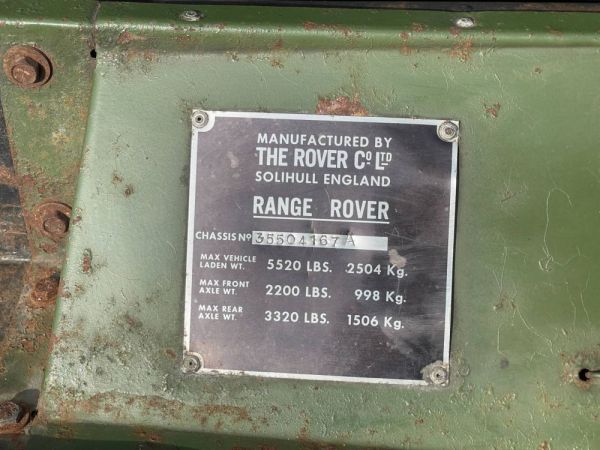 MANUFACTURED BY
THE ROVER Co LTD
SOLIHULL ENGLAND
RANGE ROVER
CHASSIS No 35504167A
MAX VEHICLE LADEN WT. 5520 LBS. 2504 Kg.
MAX FRONT AXLE WT. 2200 LBS. 998 Kg.
MAX REAR AXLE WT. 3320 LBS. 1506 Kg.